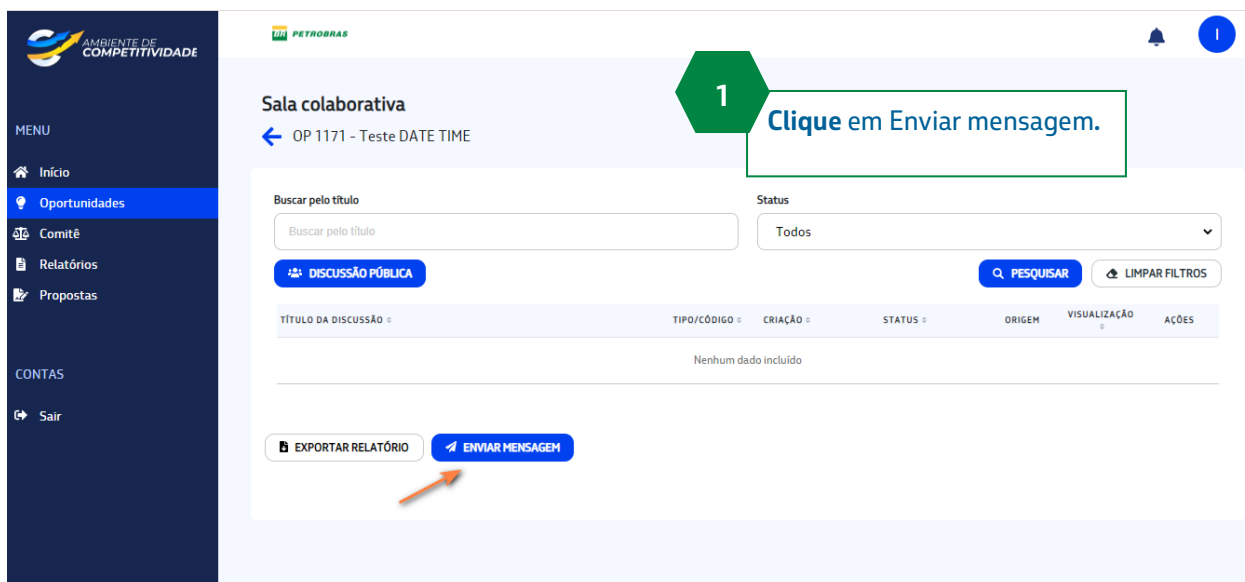 AMBIENTE DE
COMPETITIVIDADE
BR PETROBRAS
I
1
Clique em Enviar mensagem.
Sala colaborativa
OP 1171 - Teste DATE TIME
MENU
Início
Oportunidades
Comitê
Relatórios
Propostas
CONTAS
Sair
Buscar pelo título
Status
Buscar pelo título
Todos
DISCUSSÃO PÚBLICA
PESQUISAR
LIMPAR FILTROS
TÍTULO DA DISCUSSÃO
TIPO/CÓDIGO
CRIAÇÃO
STATUS
ORIGEM
VISUALIZAÇÃO
AÇÕES
Nenhum dado incluído
EXPORTAR RELATÓRIO
ENVIAR MENSAGEM